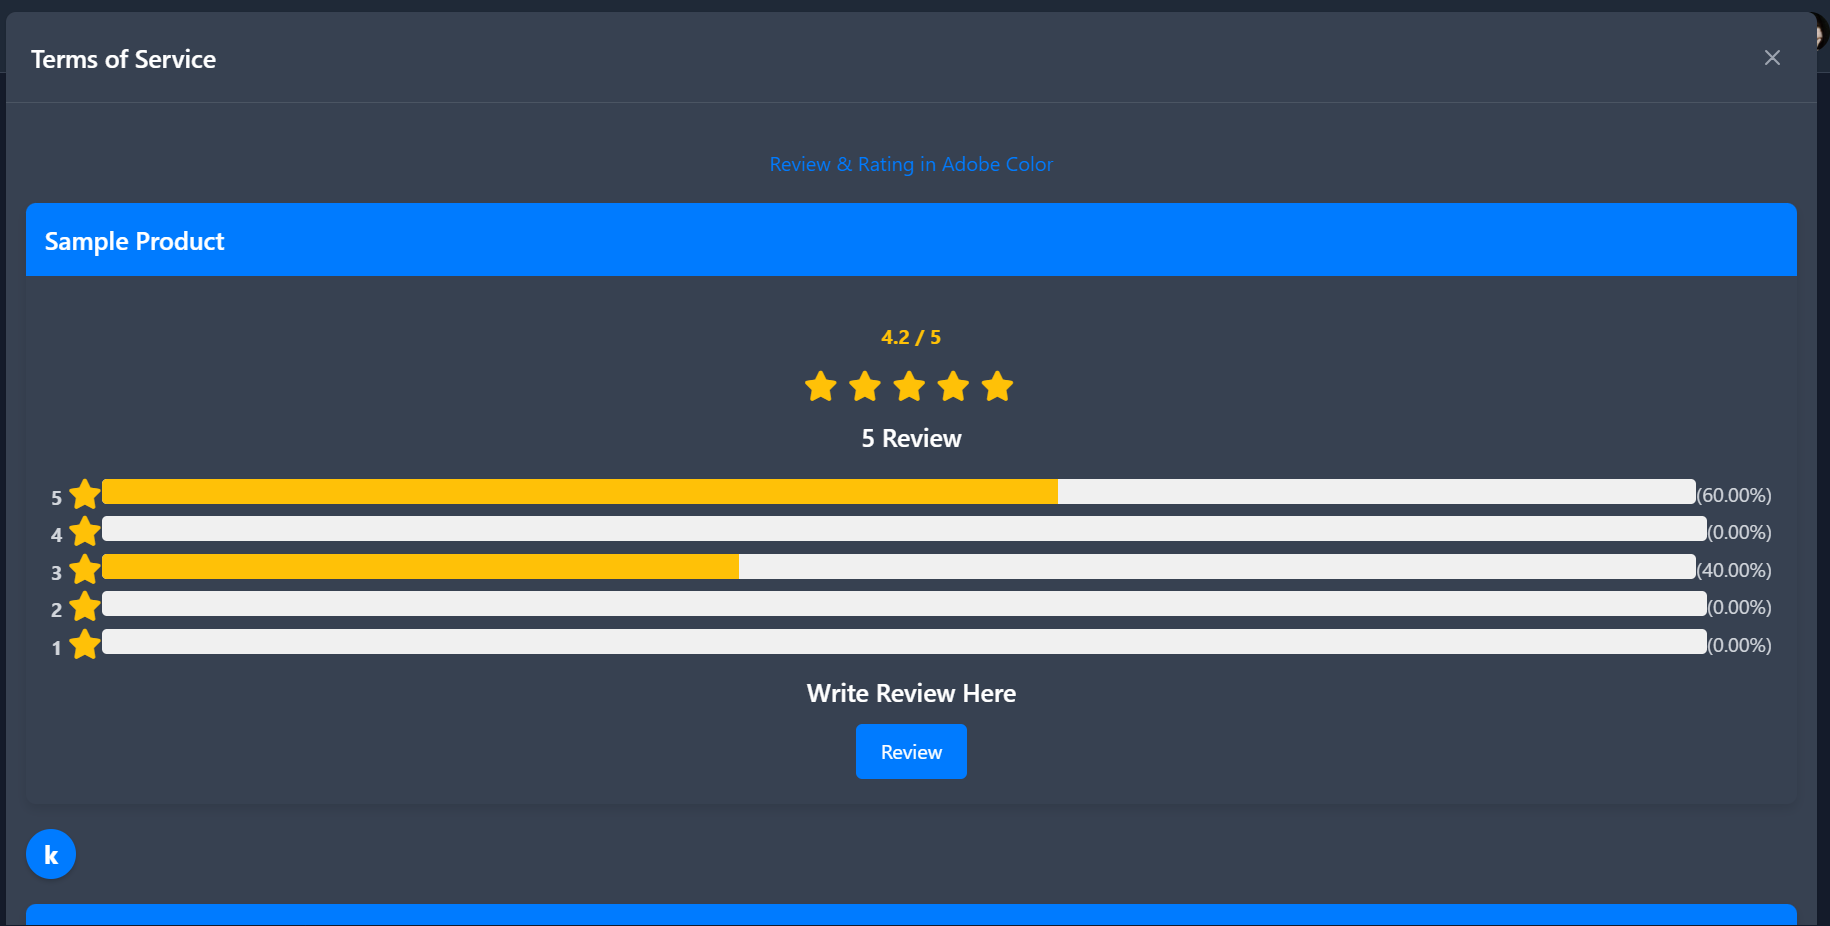 Terms of Service
Review & Rating in Adobe Color
Sample Product
4.2 / 5
5 Review
5 (60.00%)
4 (0.00%)
3 (40.00%)
2 (0.00%)
1 (0.00%)
Write Review Here
Review
k